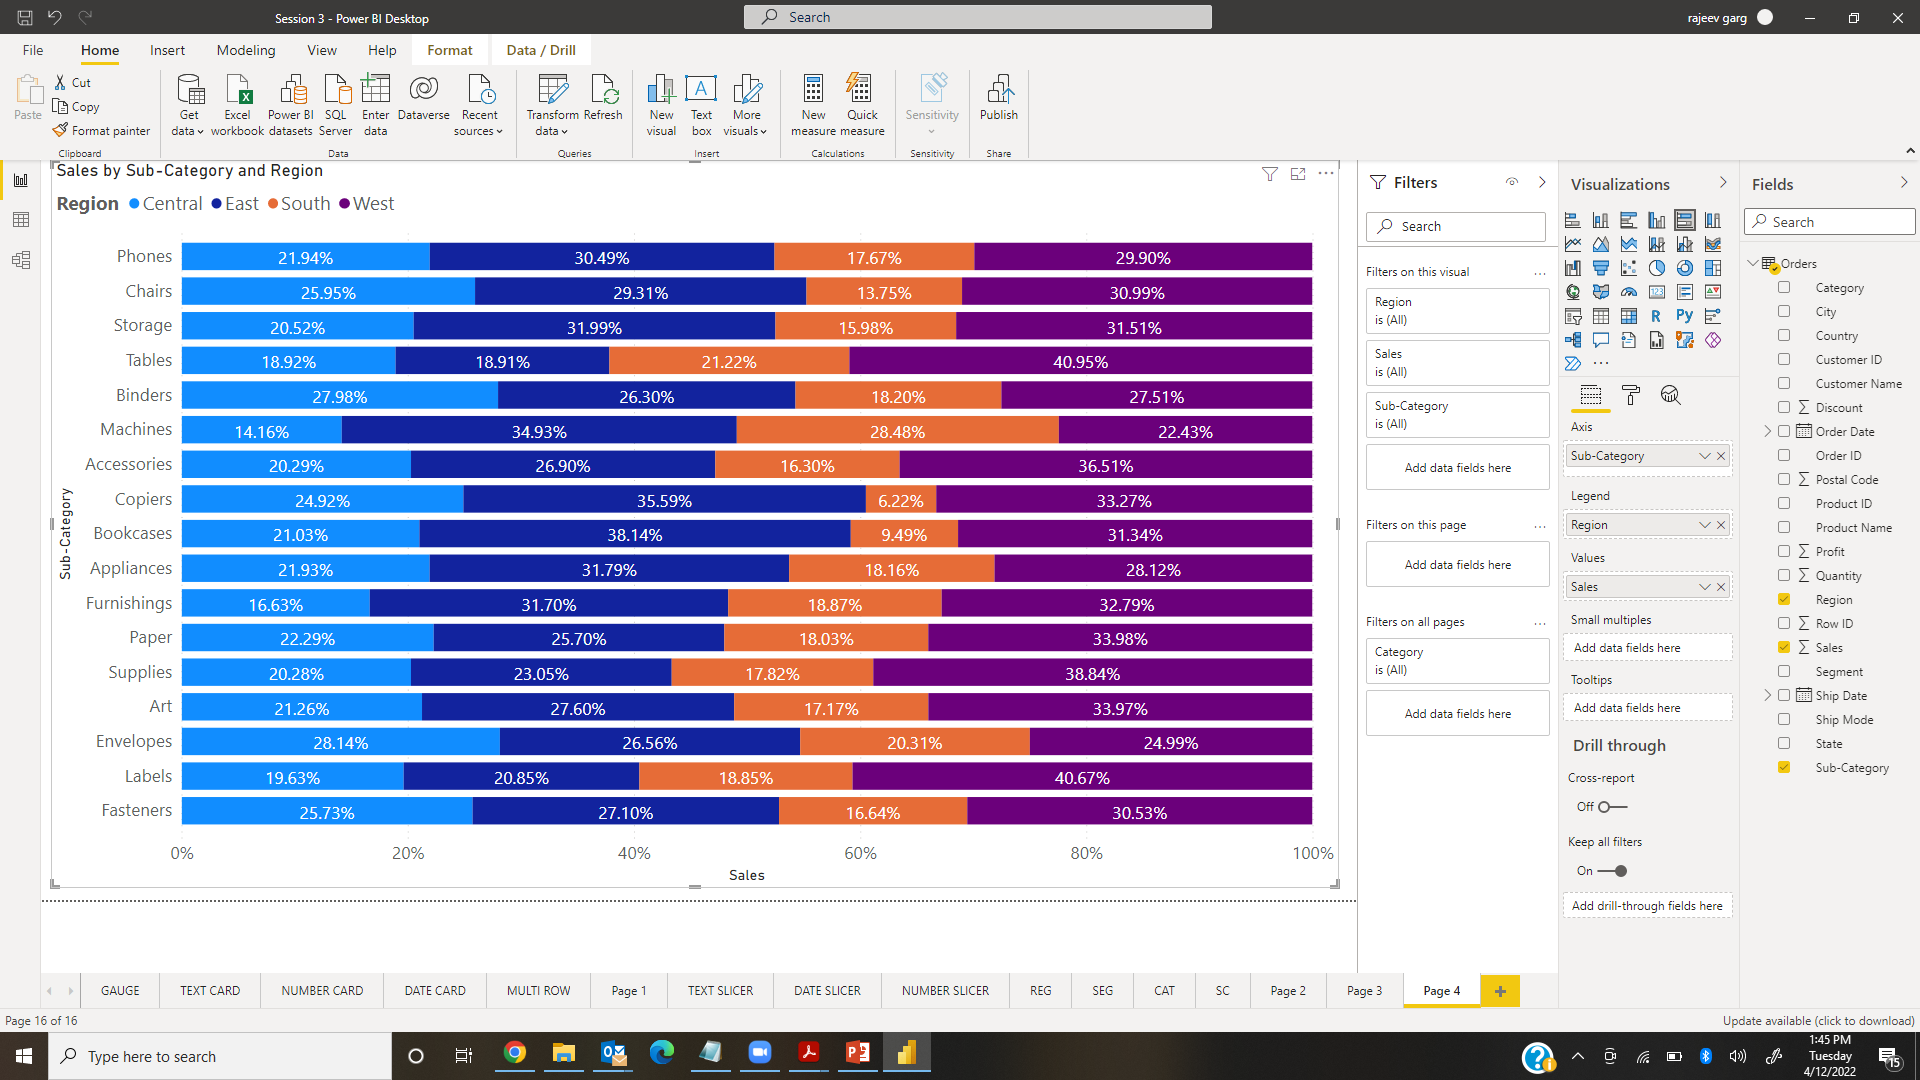 Session 3 - Power BI Desktop
Search
rajeev garg
File
Home
Insert
Modeling
View
Help
Format
Data / Drill
Paste
Cut
Copy
Format painter
Clipboard
Get data
Excel workbook
Power BI datasets
SQL Server
Enter data
Dataverse
Recent sources
Data
Transform data
Refresh
Queries
New visual
Text box
More visuals
Insert
New measure
Quick measure
Calculations
Sensitivity
Sensitivity
Publish
Share
Sales by Sub-Category and Region
Region Central East South West
Sub-Category
Phones 21.94% 30.49% 17.67% 29.90%
Chairs 25.95% 29.31% 13.75% 30.99%
Storage 20.52% 31.99% 15.98% 31.51%
Tables 18.92% 18.91% 21.22% 40.95%
Binders 27.98% 26.30% 18.20% 27.51%
Machines 14.16% 34.93% 28.48% 22.43%
Accessories 20.29% 26.90% 16.30% 36.51%
Copiers 24.92% 35.59% 6.22% 33.27%
Bookcases 21.03% 38.14% 9.49% 31.34%
Appliances 21.93% 31.79% 18.16% 28.12%
Furnishings 16.63% 31.70% 18.87% 32.79%
Paper 22.29% 25.70% 18.03% 33.98%
Supplies 20.28% 23.05% 17.82% 38.84%
Art 21.26% 27.60% 17.17% 33.97%
Envelopes 28.14% 26.56% 20.31% 24.99%
Labels 19.63% 20.85% 18.85% 40.67%
Fasteners 25.73% 27.10% 16.64% 30.53%
0% 20% 40% 60% 80% 100%
Sales
Filters
Search
Filters on this visual
Region
is (All)
Sales
is (All)
Sub-Category
is (All)
Add data fields here
Filters on this page
Add data fields here
Filters on all pages
Category
is (All)
Add data fields here
Visualizations
123
R
Py
Axis
Sub-Category
Legend
Region
Values
Sales
Small multiples
Add data fields here
Tooltips
Add data fields here
Drill through
Cross-report
Off
Keep all filters
On
Add drill-through fields here
Fields
Search
Orders
Category
City
Country
Customer ID
Customer Name
Discount
Order Date
Order ID
Postal Code
Product ID
Product Name
Profit
Quantity
Region
Row ID
Sales
Segment
Ship Date
Ship Mode
State
Sub-Category
GAUGE
TEXT CARD
NUMBER CARD
DATE CARD
MULTI ROW
Page 1
TEXT SLICER
DATE SLICER
NUMBER SLICER
REG
SEG
CAT
SC
Page 2
Page 3
Page 4
Page 16 of 16
Update available (click to download)
Type here to search
1:45 PM
Tuesday
4/12/2022
15